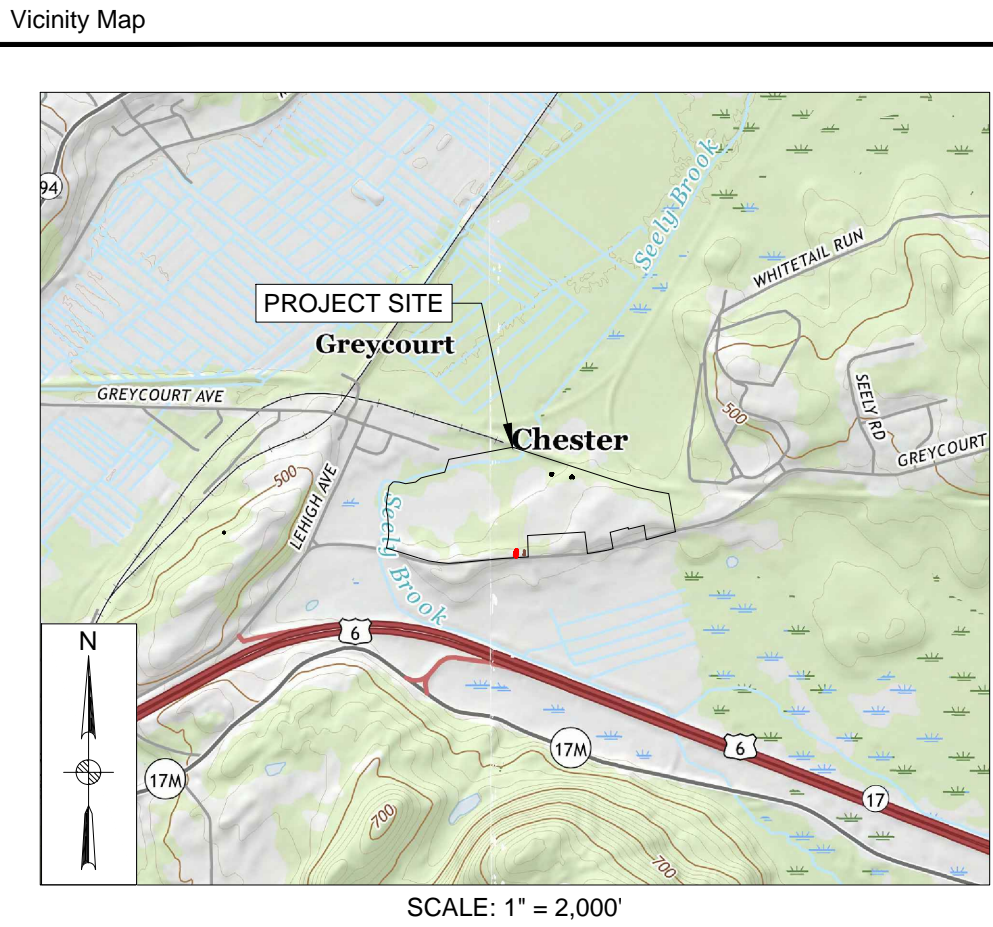 Vicinity Map
94
Seely Brook
WHITETAIL RUN
PROJECT SITE
Greycourt
GREYCOURT AVE
SEELY RD
500
Chester
GREYCOURT
500
LEHIGH AVE
Seely Brook
6
N
17M
6
17M
17
700
700
SCALE: 1" = 2,000'